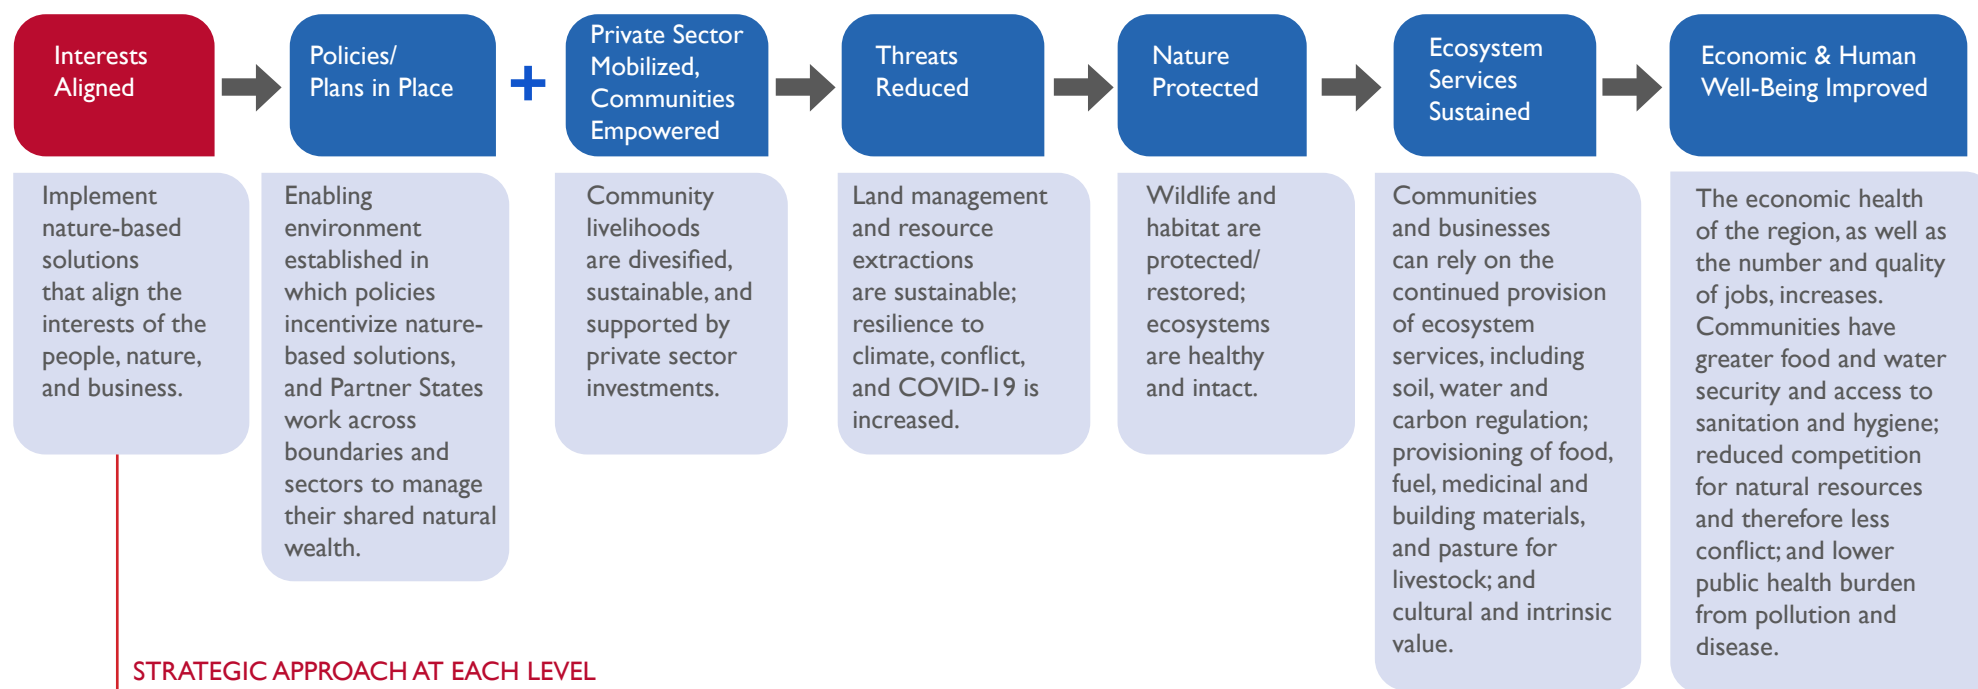 Interests
Aligned
Policies/
Plans in Place
+
Private Sector
Mobilized,
Communities
Empowered
Threats
Reduced
Nature
Protected
Ecosystem
Services
Sustained
Economic & Human
Well-Being Improved
Implement
nature-based
solutions
that align the
interests of the
people, nature,
and business.
Enabling
environment
established in
which policies
incentivize nature-
based solutions,
and Partner States
work across
boundaries and
sectors to manage
their shared natural
wealth.
Community
livelihoods
are divesified,
sustainable, and
supported by
private sector
investments.
Land management
and resource
extractions
are sustainable;
resilience to
climate, conflict,
and COVID-19 is
increased.
Wildlife and
habitat are
protected/
restored;
ecosystems
are healthy
and intact.
Communities
and businesses
can rely on the
continued provision
of ecosystem
services, including
soil, water and
carbon regulation;
provisioning of food,
fuel, medicinal and
building materials,
and pasture for
livestock; and
cultural and intrinsic
value.
The economic health
of the region, as well as
the number and quality
of jobs, increases.
Communities have
greater food and water
security and access to
sanitation and hygiene;
reduced competition
for natural resources
and therefore less
conflict; and lower
public health burden
from pollution and
disease.
STRATEGIC APPROACH AT EACH LEVEL